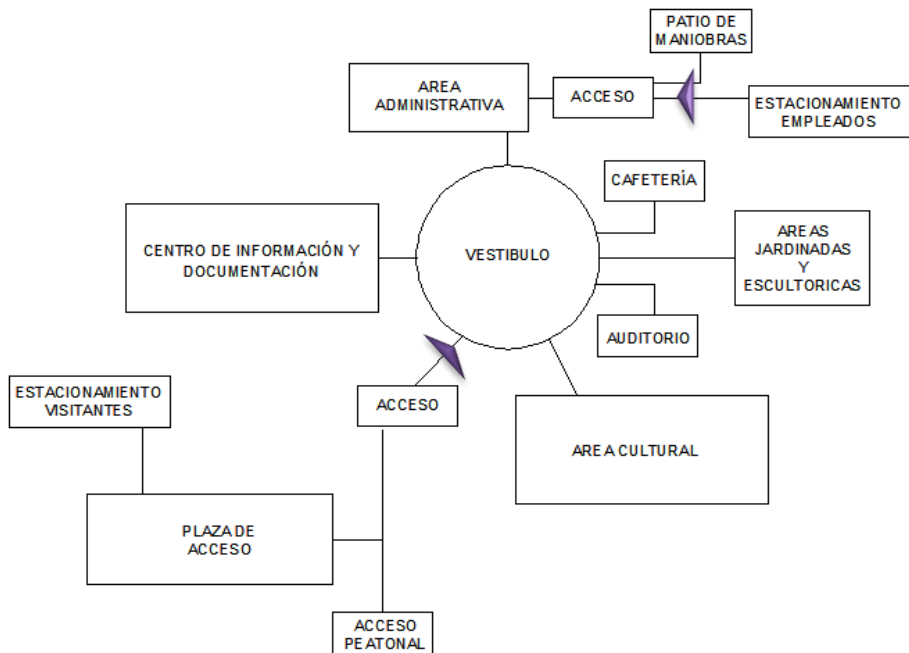 PATIO DE
MANIOBRAS
AREA
ADMINISTRATIVA
ACCESO
ESTACIONAMIENTO
EMPLEADOS
CAFETERÍA
CENTRO DE INFORMACIÓN Y
DOCUMENTACIÓN
VESTIBULO
AREAS
JARDINADAS
Y
ESCULTORICAS
AUDITORIO
ESTACIONAMIENTO
VISITANTES
ACCESO
AREA CULTURAL
PLAZA DE
ACCESO
ACCESO
PEATONAL